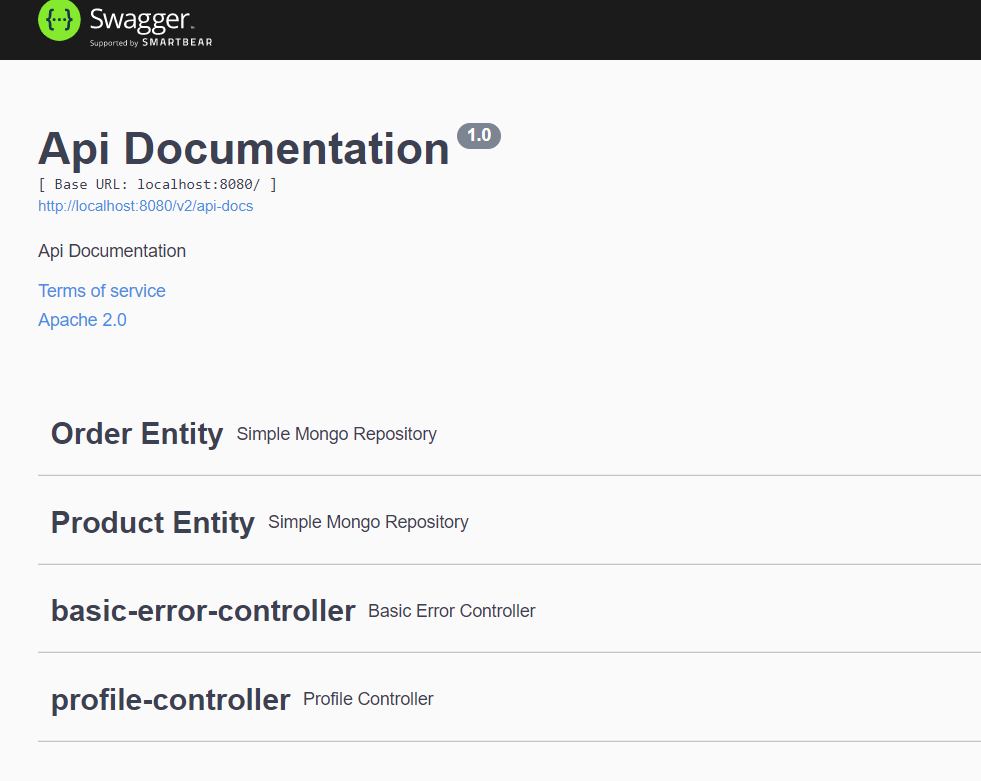 {...} Swagger™
Supported by SMARTBEAR
Api Documentation 1.0
[ Base URL: localhost:8080/ ]
http://localhost:8080/v2/api-docs
Api Documentation
Terms of service
Apache 2.0
Order Entity Simple Mongo Repository
Product Entity Simple Mongo Repository
basic-error-controller Basic Error Controller
profile-controller Profile Controller